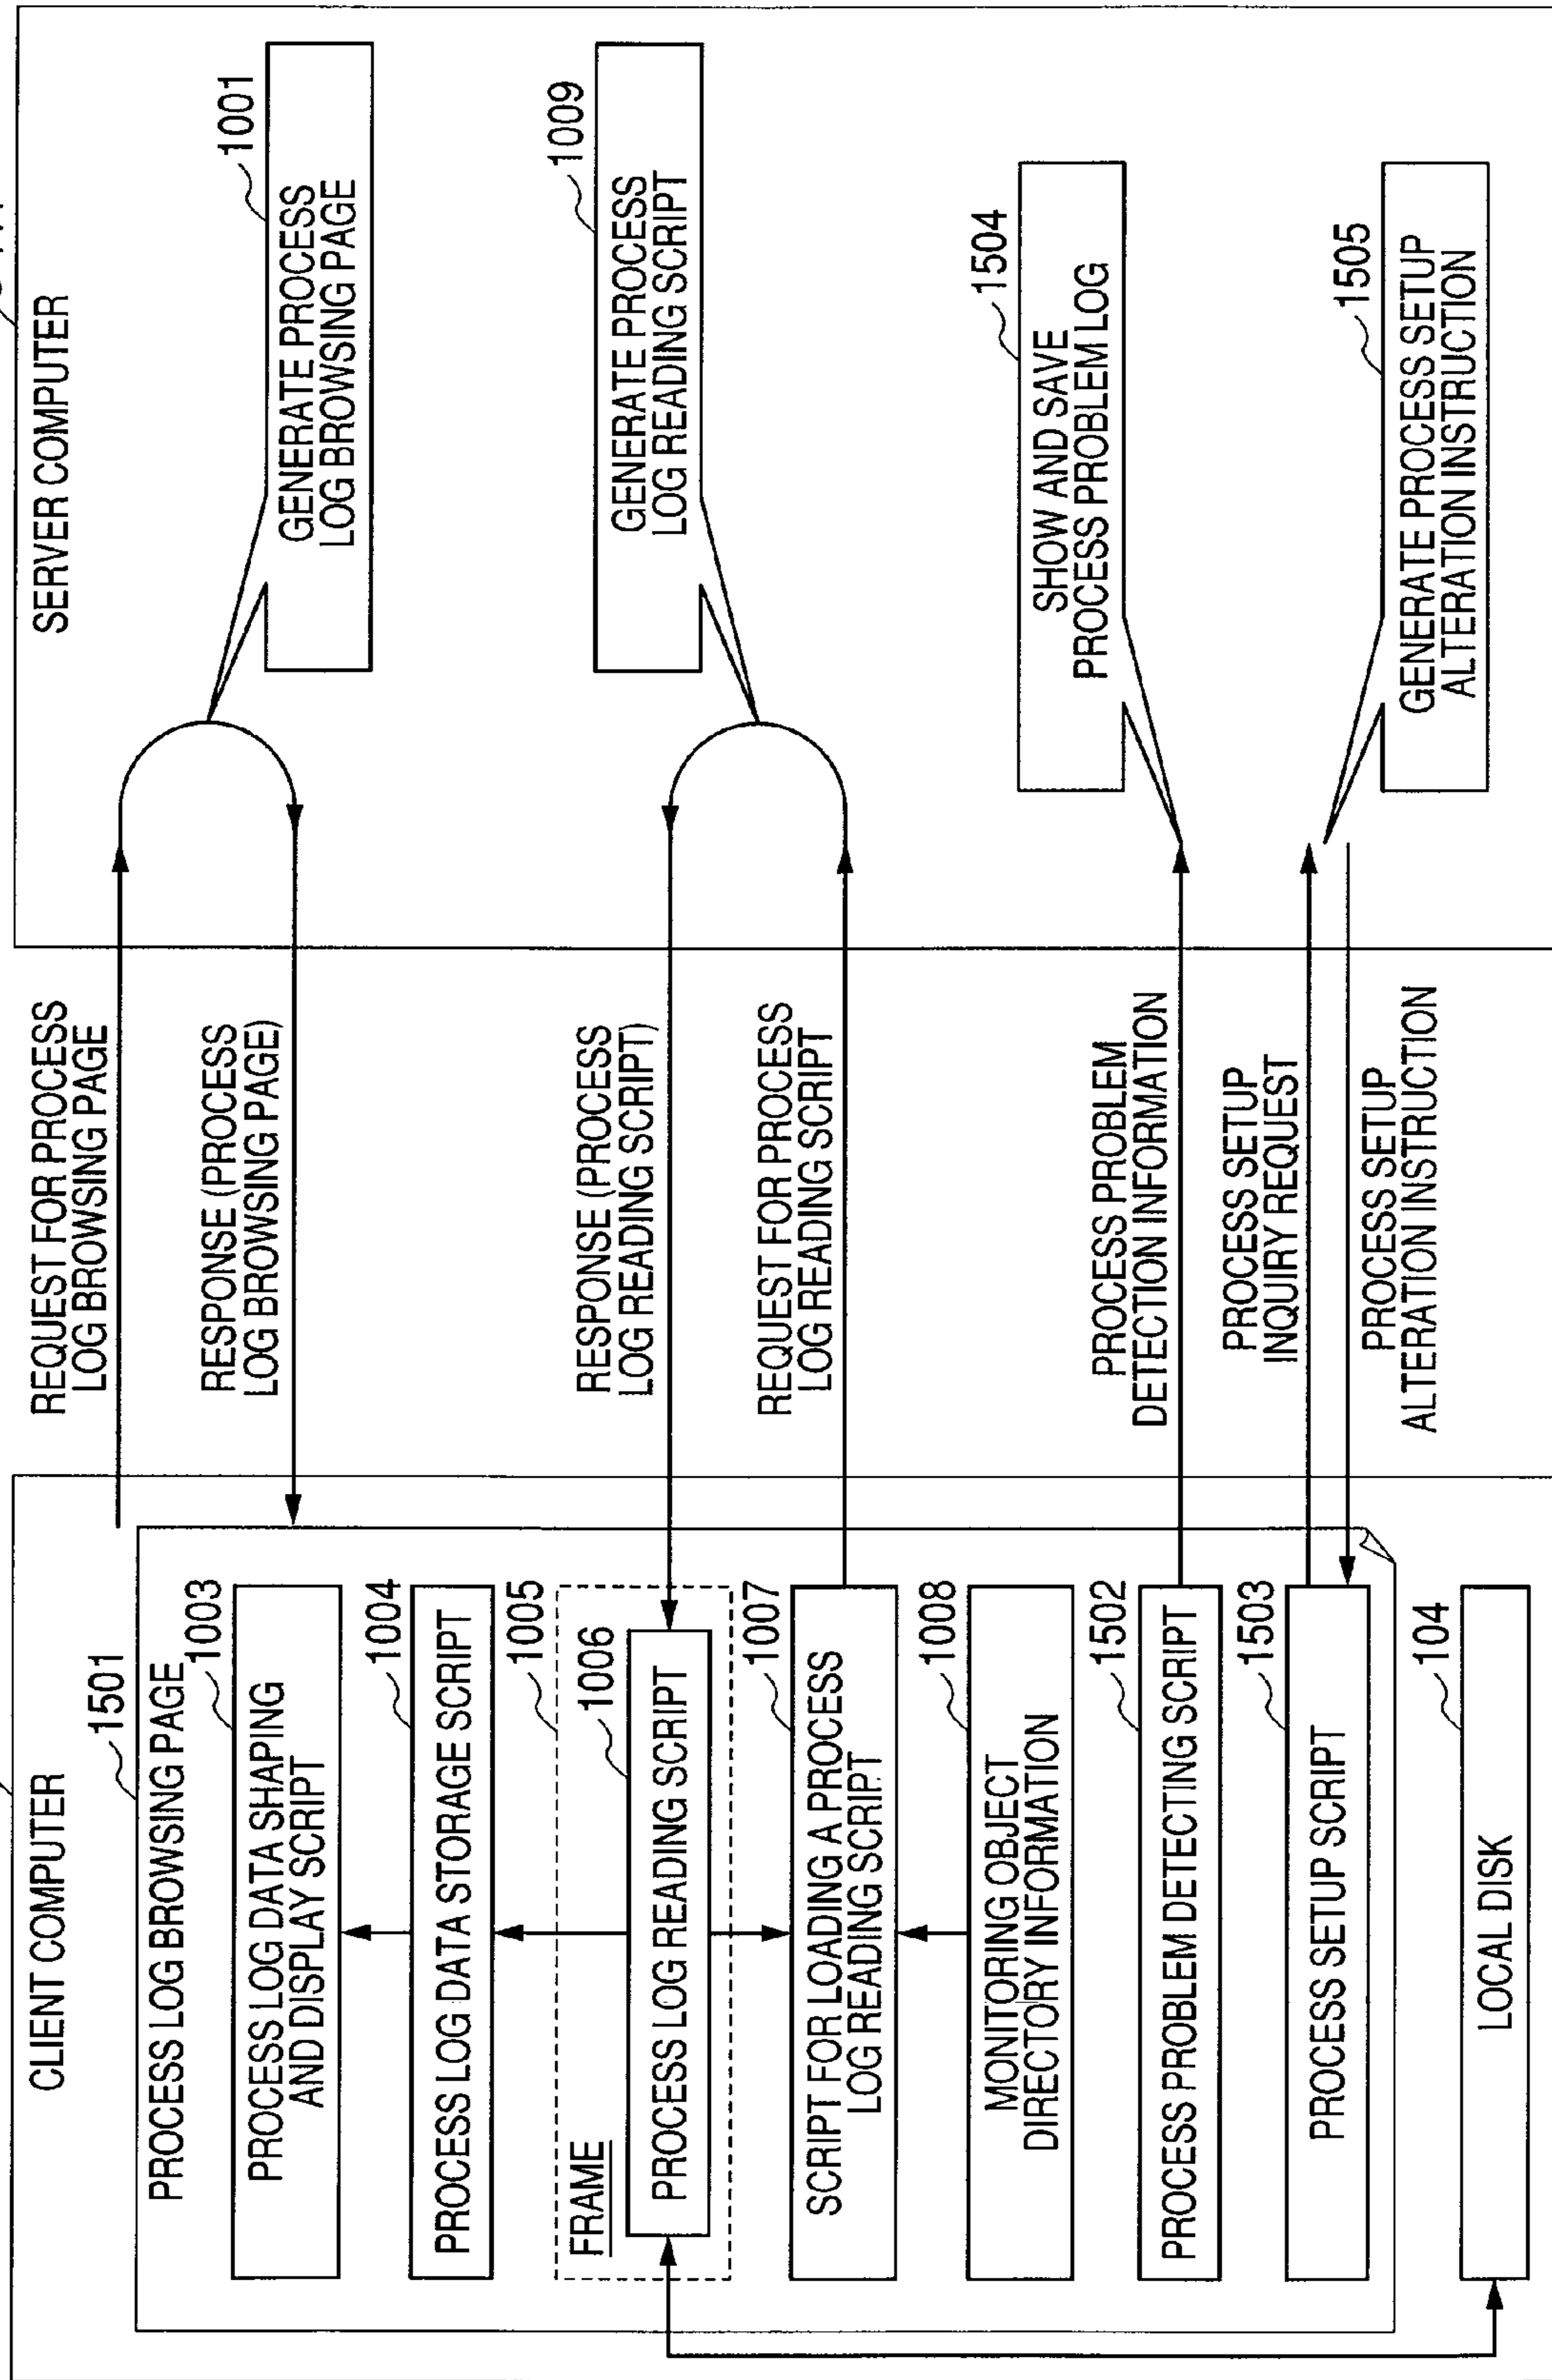 CLIENT COMPUTER
1501
PROCESS LOG BROWSING PAGE
1003
PROCESS LOG DATA SHAPING
AND DISPLAY SCRIPT
1004
PROCESS LOG DATA STORAGE SCRIPT
1005
FRAME
1006
PROCESS LOG READING SCRIPT
1007
SCRIPT FOR LOADING A PROCESS
LOG READING SCRIPT
1008
MONITORING OBJECT
DIRECTORY INFORMATION
1502
PROCESS PROBLEM DETECTING SCRIPT
1503
PROCESS SETUP SCRIPT
104
LOCAL DISK
REQUEST FOR PROCESS
LOG BROWSING PAGE
RESPONSE (PROCESS
LOG BROWSING PAGE)
RESPONSE (PROCESS
LOG READING SCRIPT)
REQUEST FOR PROCESS
LOG READING SCRIPT
PROCESS PROBLEM
DETECTION INFORMATION
PROCESS SETUP
INQUIRY REQUEST
PROCESS SETUP
ALTERATION INSTRUCTION
SERVER COMPUTER
1001
GENERATE PROCESS
LOG BROWSING PAGE
1009
GENERATE PROCESS
LOG READING SCRIPT
1504
SHOW AND SAVE
PROCESS PROBLEM LOG
1505
GENERATE PROCESS SETUP
ALTERATION INSTRUCTION